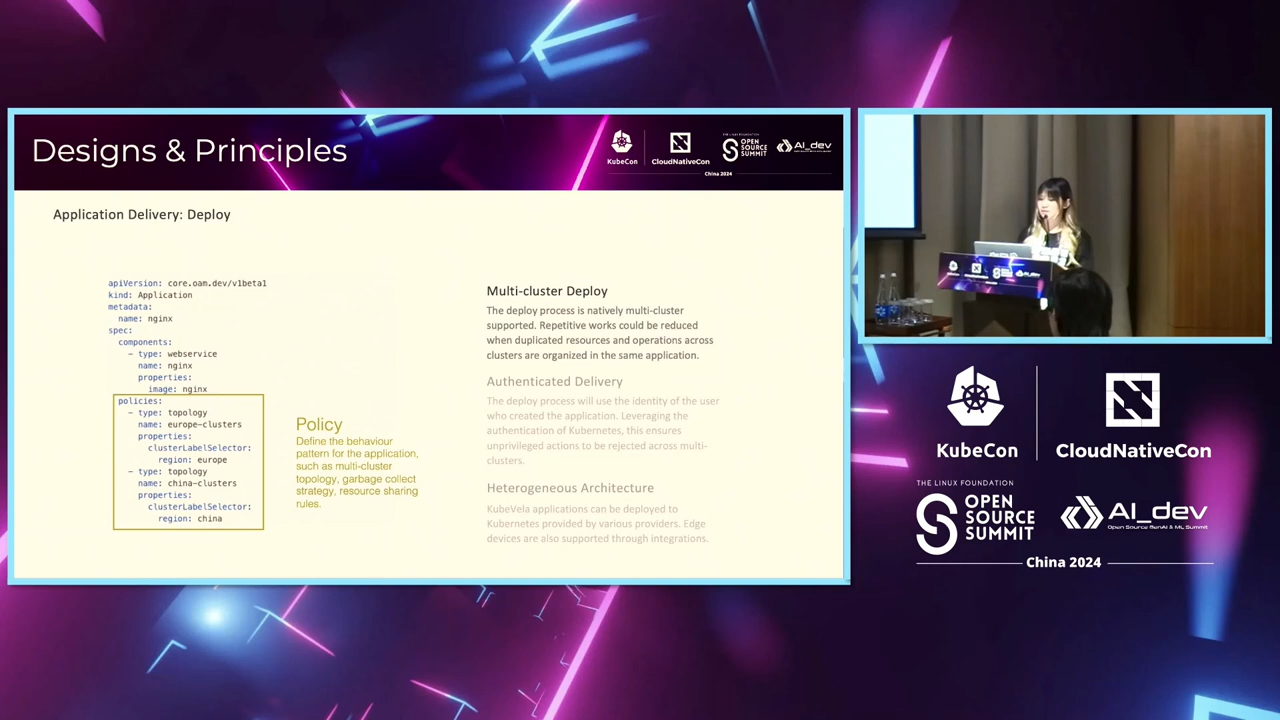 Designs & Principles
KubeCon
CloudNativeCon
THE LINUX FOUNDATION
OPEN
SOURCE
SUMMIT
AI_dev
China 2024
Application Delivery: Deploy
apiVersion: core.oam.dev/v1beta1
kind: Application
metadata:
  name: nginx
spec:
  components:
    - type: webservice
      name: nginx
      properties:
        image: nginx
  policies:
    - type: topology
      name: europe-clusters
      properties:
        clusterLabelSelector:
          region: europe
    - type: topology
      name: china-clusters
      properties:
        clusterLabelSelector:
          region: china
Policy
Define the behaviour
pattern for the application,
such as multi-cluster
topology, garbage collect
strategy, resource sharing
rules.
Multi-cluster Deploy
The deploy process is natively multi-cluster
supported. Repetitive works could be reduced
when duplicated resources and operations across
clusters are organized in the same application.
Authenticated Delivery
The deploy process will use the identity of the user
who created the application. Leveraging the
authentication of Kubernetes, this ensures
unprivileged actions to be rejected across multi-
clusters.
Heterogeneous Architecture
KubeVela applications can be deployed to
Kubernetes provided by various providers. Edge
devices are also supported through integrations.
KubeCon
CloudNativeCon
THE LINUX FOUNDATION
OPEN
SOURCE
SUMMIT
AI_dev
Open Source GenAI & ML Summit
China 2024